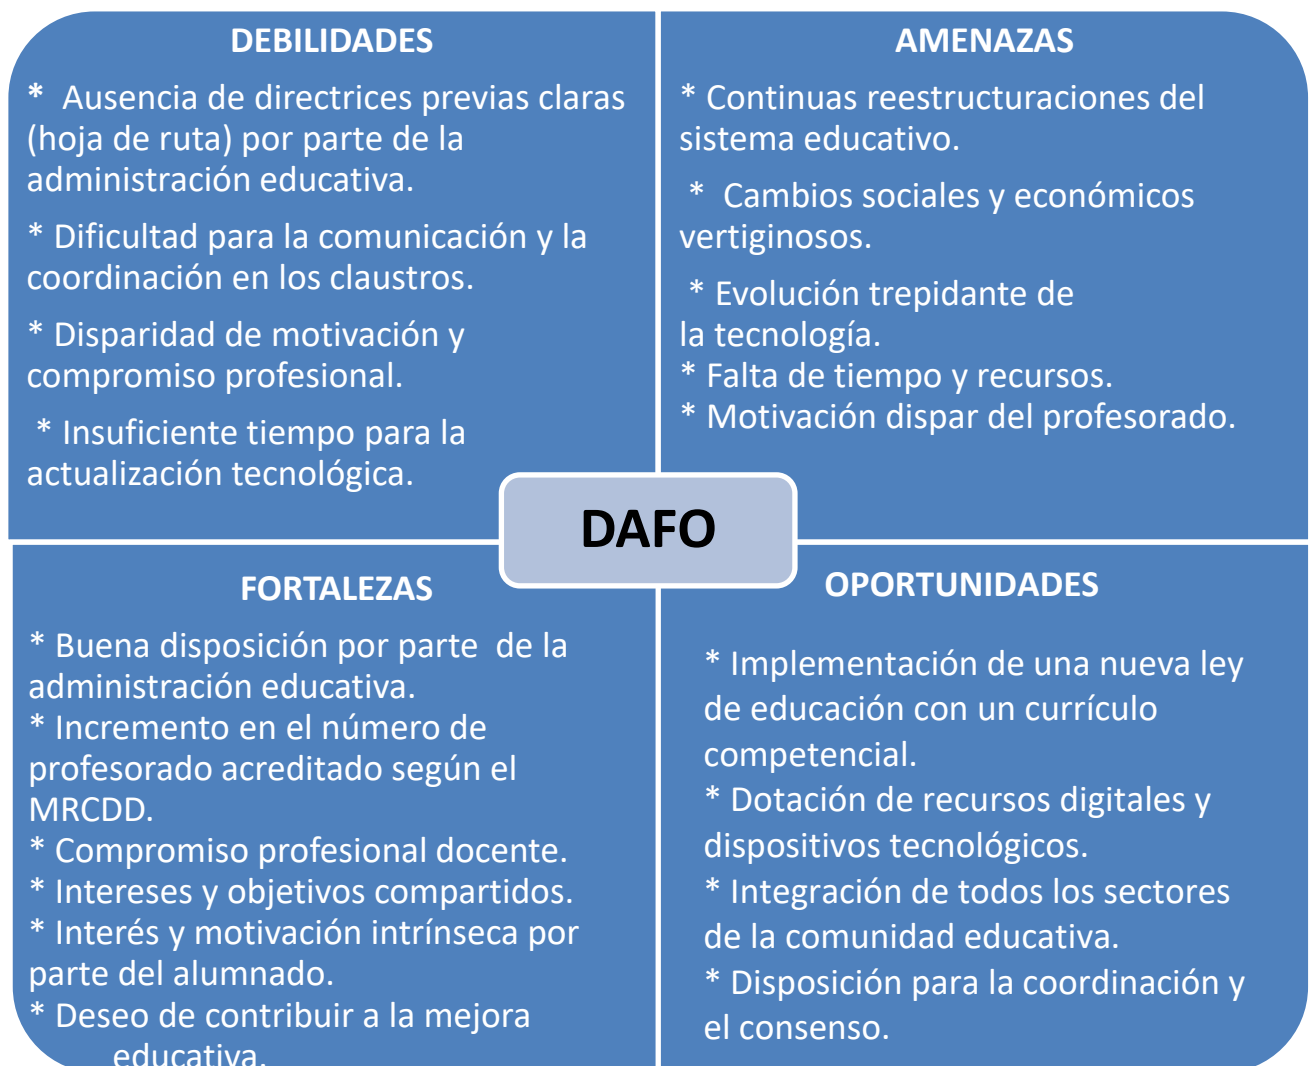 DEBILIDADES
* Ausencia de directrices previas claras
(hoja de ruta) por parte de la
administración educativa.
* Dificultad para la comunicación y la
coordinación en los claustros.
* Disparidad de motivación y
compromiso profesional.
* Insuficiente tiempo para la
actualización tecnológica.
AMENAZAS
* Continuas reestructuraciones del
sistema educativo.
* Cambios sociales y económicos
vertiginosos.
* Evolución trepidante de
la tecnología.
* Falta de tiempo y recursos.
* Motivación dispar del profesorado.
DAFO
FORTALEZAS
* Buena disposición por parte de la
administración educativa.
* Incremento en el número de
profesorado acreditado según el
MRCDD.
* Compromiso profesional docente.
* Intereses y objetivos compartidos.
* Interés y motivación intrínseca por
parte del alumnado.
* Deseo de contribuir a la mejora
educativa.
OPORTUNIDADES
* Implementación de una nueva ley
de educación con un currículo
competencial.
* Dotación de recursos digitales y
dispositivos tecnológicos.
* Integración de todos los sectores
de la comunidad educativa.
* Disposición para la coordinación y
el consenso.